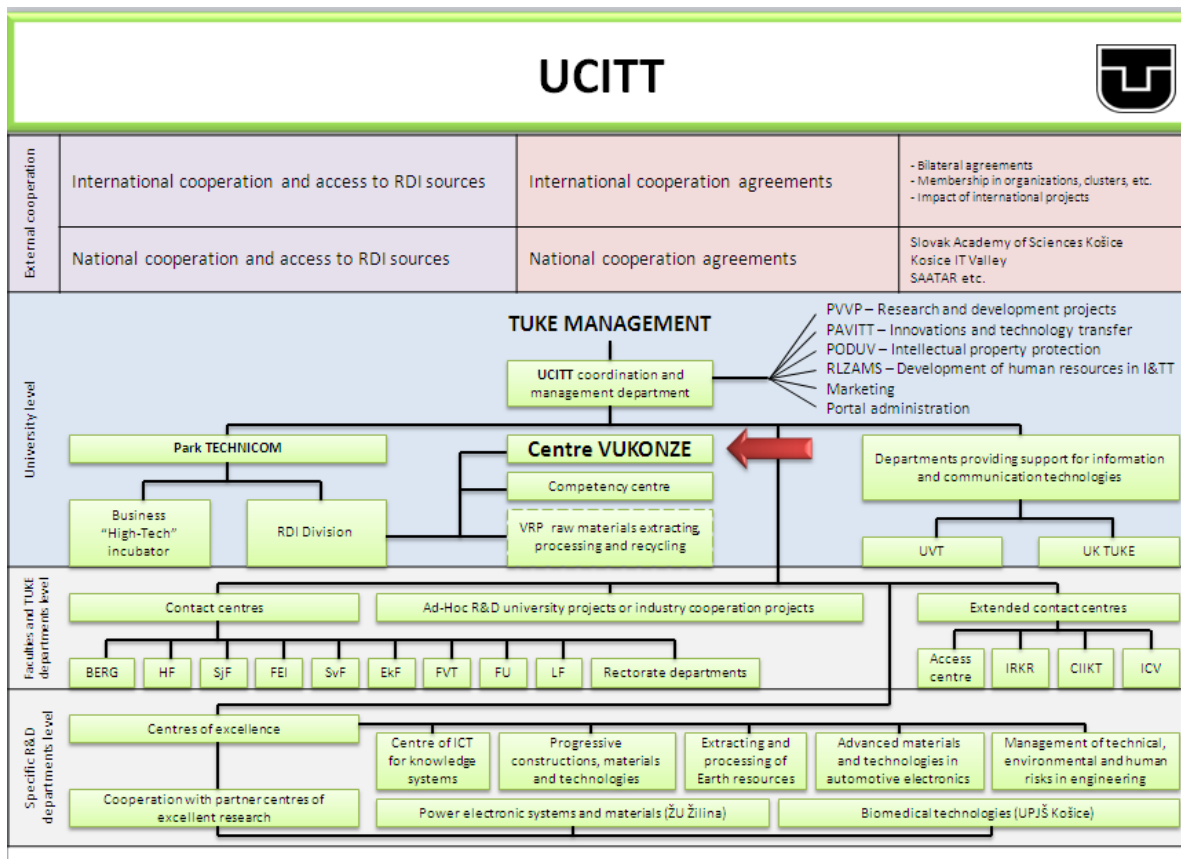 UCITT
External cooperation
International cooperation and access to RDI sources
International cooperation agreements
- Bilateral agreements
- Membership in organizations, clusters, etc.
- Impact of international projects
National cooperation and access to RDI sources
National cooperation agreements
Slovak Academy of Sciences Košice
Kosice IT Valley
SAATAR etc.
University level
TUKE MANAGEMENT
UCITT coordination and
management department
PVVP – Research and development projects
PAVITT – Innovations and technology transfer
PODUV – Intellectual property protection
RLZAMS – Development of human resources in I&TT
Marketing
Portal administration
Park TECHNICOM
Centre VUKONZE
Departments providing support for information
and communication technologies
Business
"High-Tech"
incubator
RDI Division
Competency centre
VRP raw materials extracting,
processing and recycling
UVT
UK TUKE
Faculties and TUKE
departments level
Contact centres
Ad-Hoc R&D university projects or industry cooperation projects
Extended contact centres
BERG
HF
SjF
FEI
SvF
EkF
FVT
FU
LF
Rectorate departments
Access
centre
IRKR
CIIKT
ICV
Specific R&D
departments level
Centres of excellence
Centre of ICT
for knowledge
systems
Progressive
constructions, materials
and technologies
Extracting and
processing of
Earth resources
Advanced materials
and technologies in
automotive electronics
Management of technical,
environmental and human
risks in engineering
Cooperation with partner centres of
excellent research
Power electronic systems and materials (ŽU Žilina)
Biomedical technologies (UPJŠ Košice)